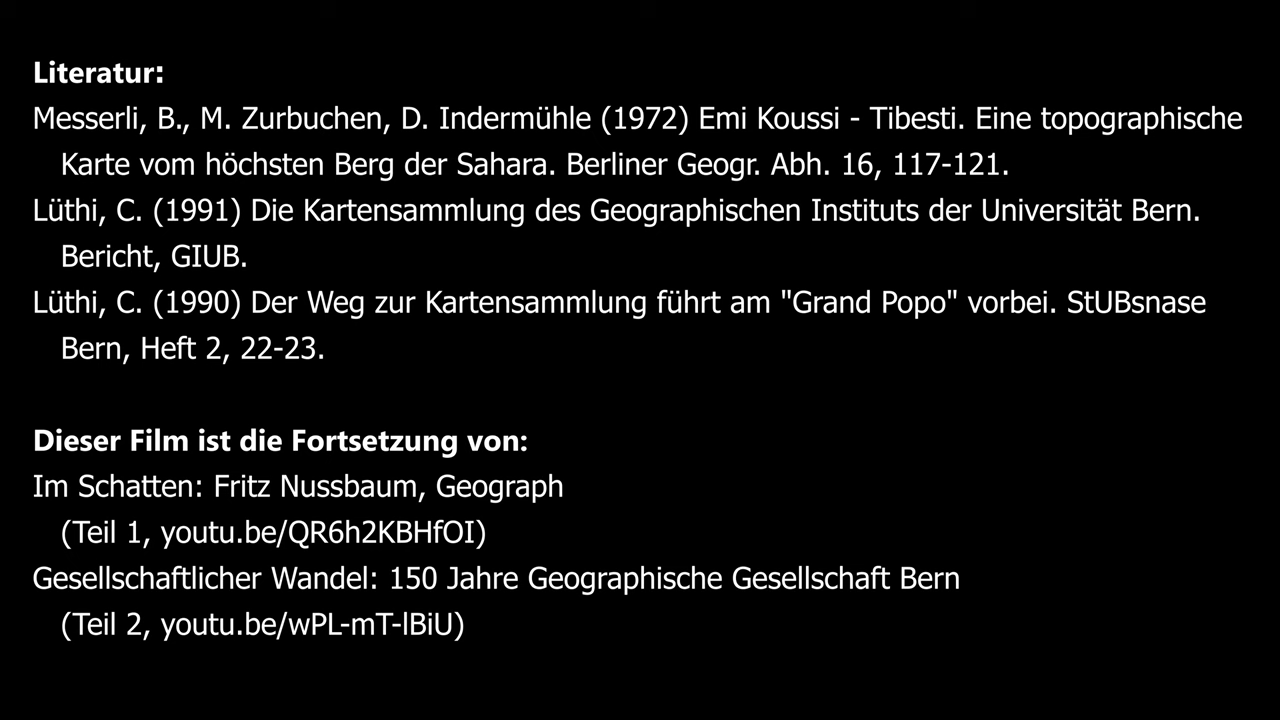 Literatur:
Messerli, B., M. Zurbuchen, D. Indermühle (1972) Emi Koussi - Tibesti. Eine topographische
Karte vom höchsten Berg der Sahara. Berliner Geogr. Abh. 16, 117-121.
Lüthi, C. (1991) Die Kartensammlung des Geographischen Instituts der Universität Bern.
Bericht, GIUB.
Lüthi, C. (1990) Der Weg zur Kartensammlung führt am "Grand Popo" vorbei. StUBsnase
Bern, Heft 2, 22-23.
Dieser Film ist die Fortsetzung von:
Im Schatten: Fritz Nussbaum, Geograph
(Teil 1, youtu.be/QR6h2KBHfOI)
Gesellschaftlicher Wandel: 150 Jahre Geographische Gesellschaft Bern
(Teil 2, youtu.be/wPL-mT-lBiU)